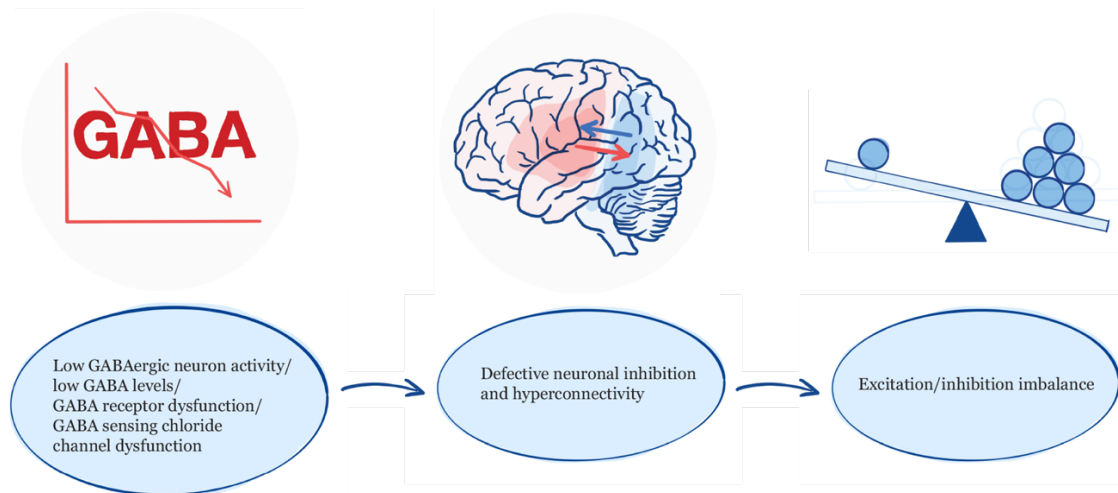 GABA
Low GABAergic neuron activity/
low GABA levels/
GABA receptor dysfunction/
GABA sensing chloride
channel dysfunction
Defective neuronal inhibition
and hyperconnectivity
Excitation/inhibition imbalance